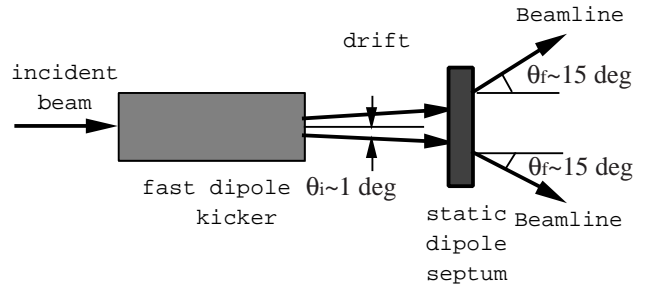 Beamline
drift
incident
beam
θf~15 deg
θf~15 deg
fast dipole
kicker
θi~1 deg
static
dipole
septum
Beamline